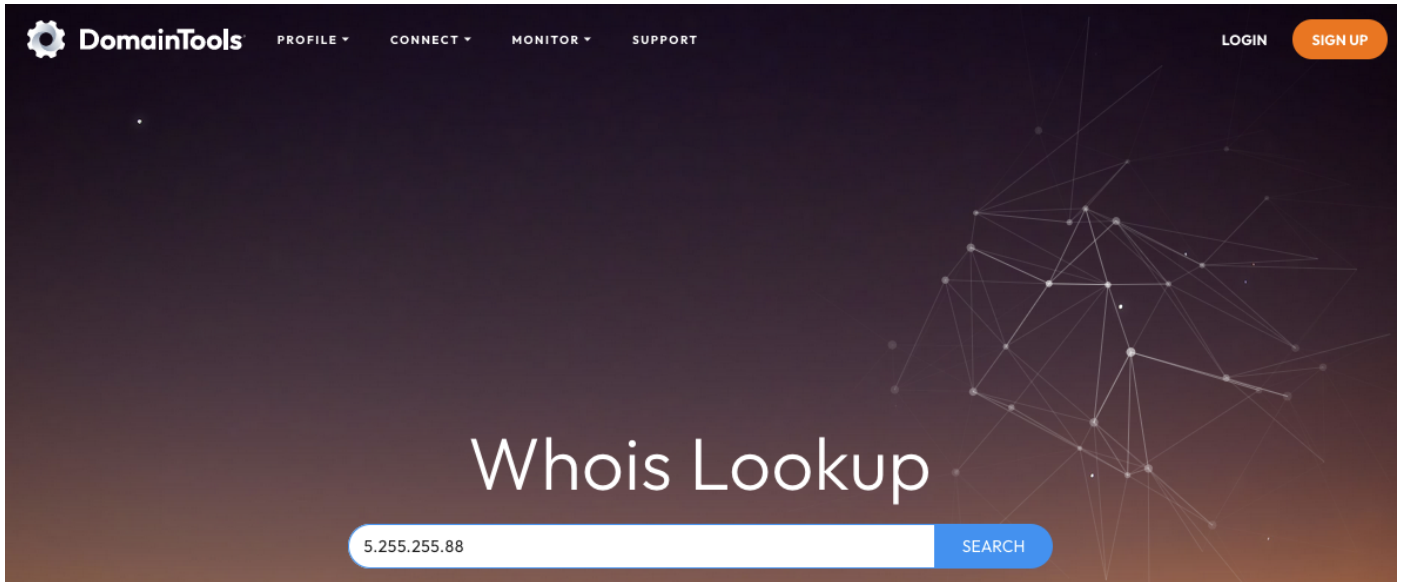 DomainTools PROFILE CONNECT MONITOR SUPPORT LOGIN SIGN UP
Whois Lookup
5.255.255.88 SEARCH